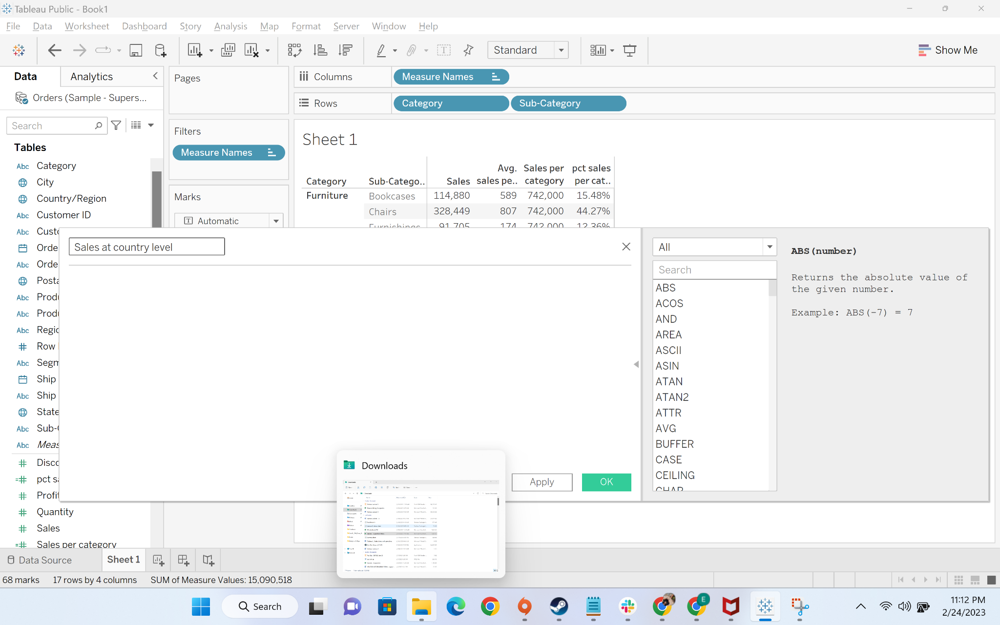 Tableau Public - Book1
File Data Worksheet Dashboard Story Analysis Map Format Server Window Help
Standard
Show Me
Data Analytics
Orders (Sample - Supers...
Search
Tables
Abc Category
City
Country/Region
Abc Customer ID
Abc Custo
Orde
Abc Orde
Posta
Abc Produ
Abc Produ
Abc Regio
Row
Abc Segm
Ship
Abc Ship
State
Abc Sub-C
Abc Meas
Disco
pct sa
Profit
Quantity
Sales
Sales per category
Pages
Filters
Measure Names
Marks
Automatic
Columns Measure Names
Rows Category Sub-Category
Sheet 1
Category Sub-Catego.. Sales Avg. sales pe.. Sales per category pct sales per cat..
Furniture Bookcases 114,880 589 742,000 15.48%
Chairs 328,449 807 742,000 44.27%
Furnishings 91,705 174 742,000 12.36%
Sales at country level
Apply OK
All
Search
ABS
ACOS
AND
AREA
ASCII
ASIN
ATAN
ATAN2
ATTR
AVG
BUFFER
CASE
CEILING
CHAR
ABS(number)
Returns the absolute value of
the given number.
Example: ABS(-7) = 7
Downloads
Data Source Sheet 1
68 marks 17 rows by 4 columns SUM of Measure Values: 15,090,518
Search
E
11:12 PM
2/24/2023